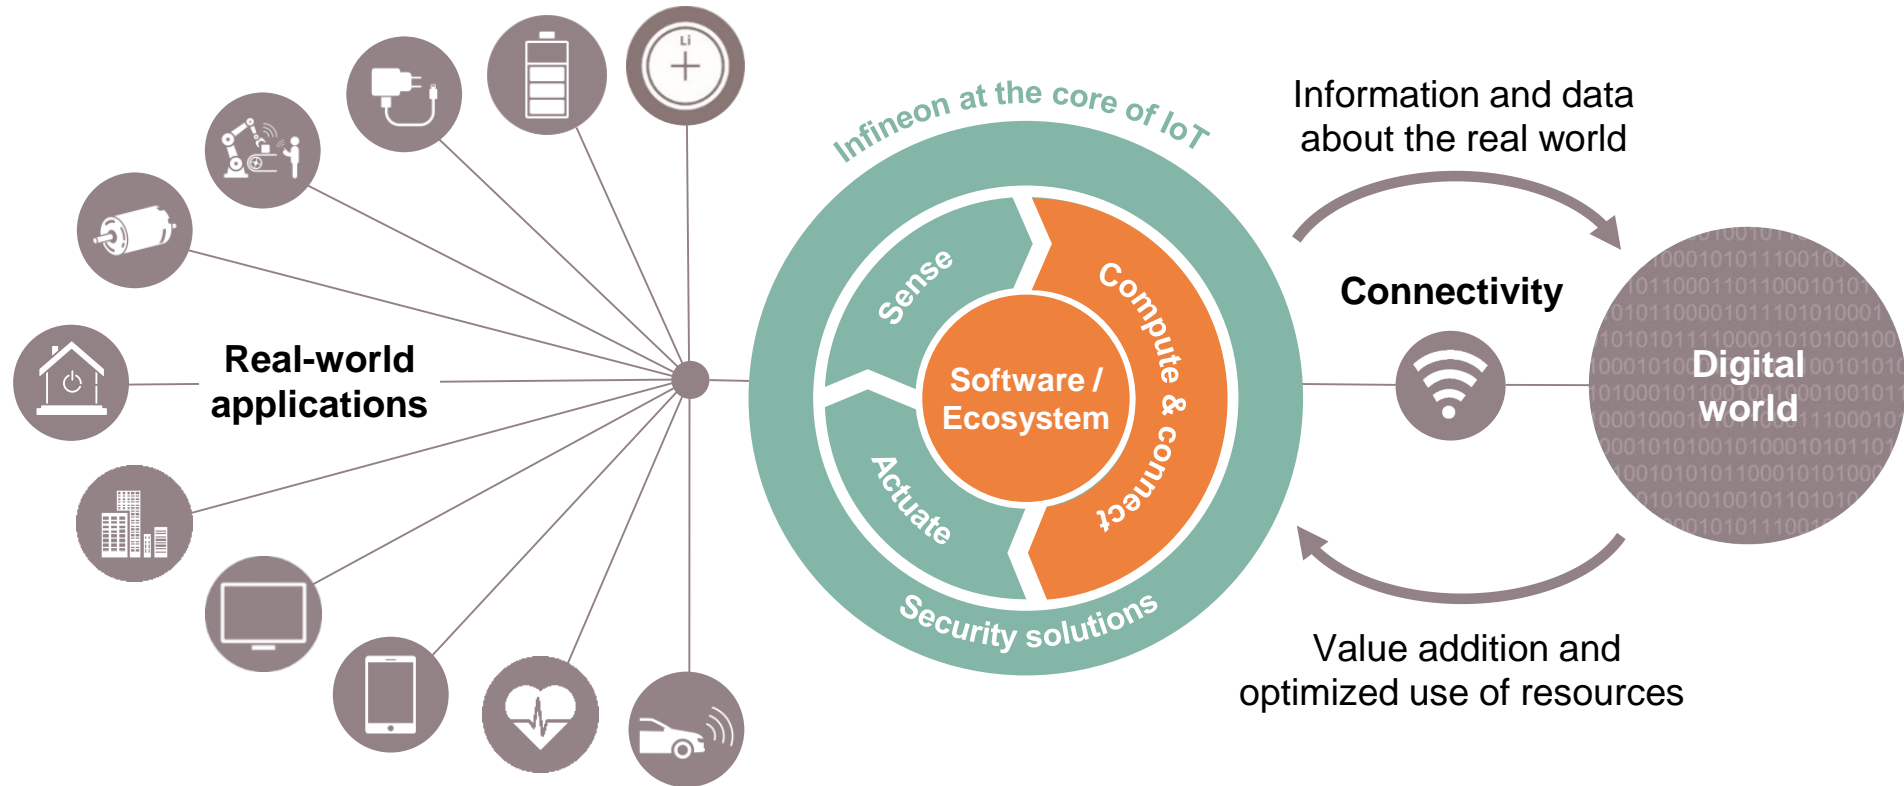 Li
Infineon at the core of IoT
Information and data
about the real world
Sense
Compute & connect
Connectivity
Real-world
applications
Software /
Ecosystem
Digital
world
Actuate
Security solutions
Value addition and
optimized use of resources